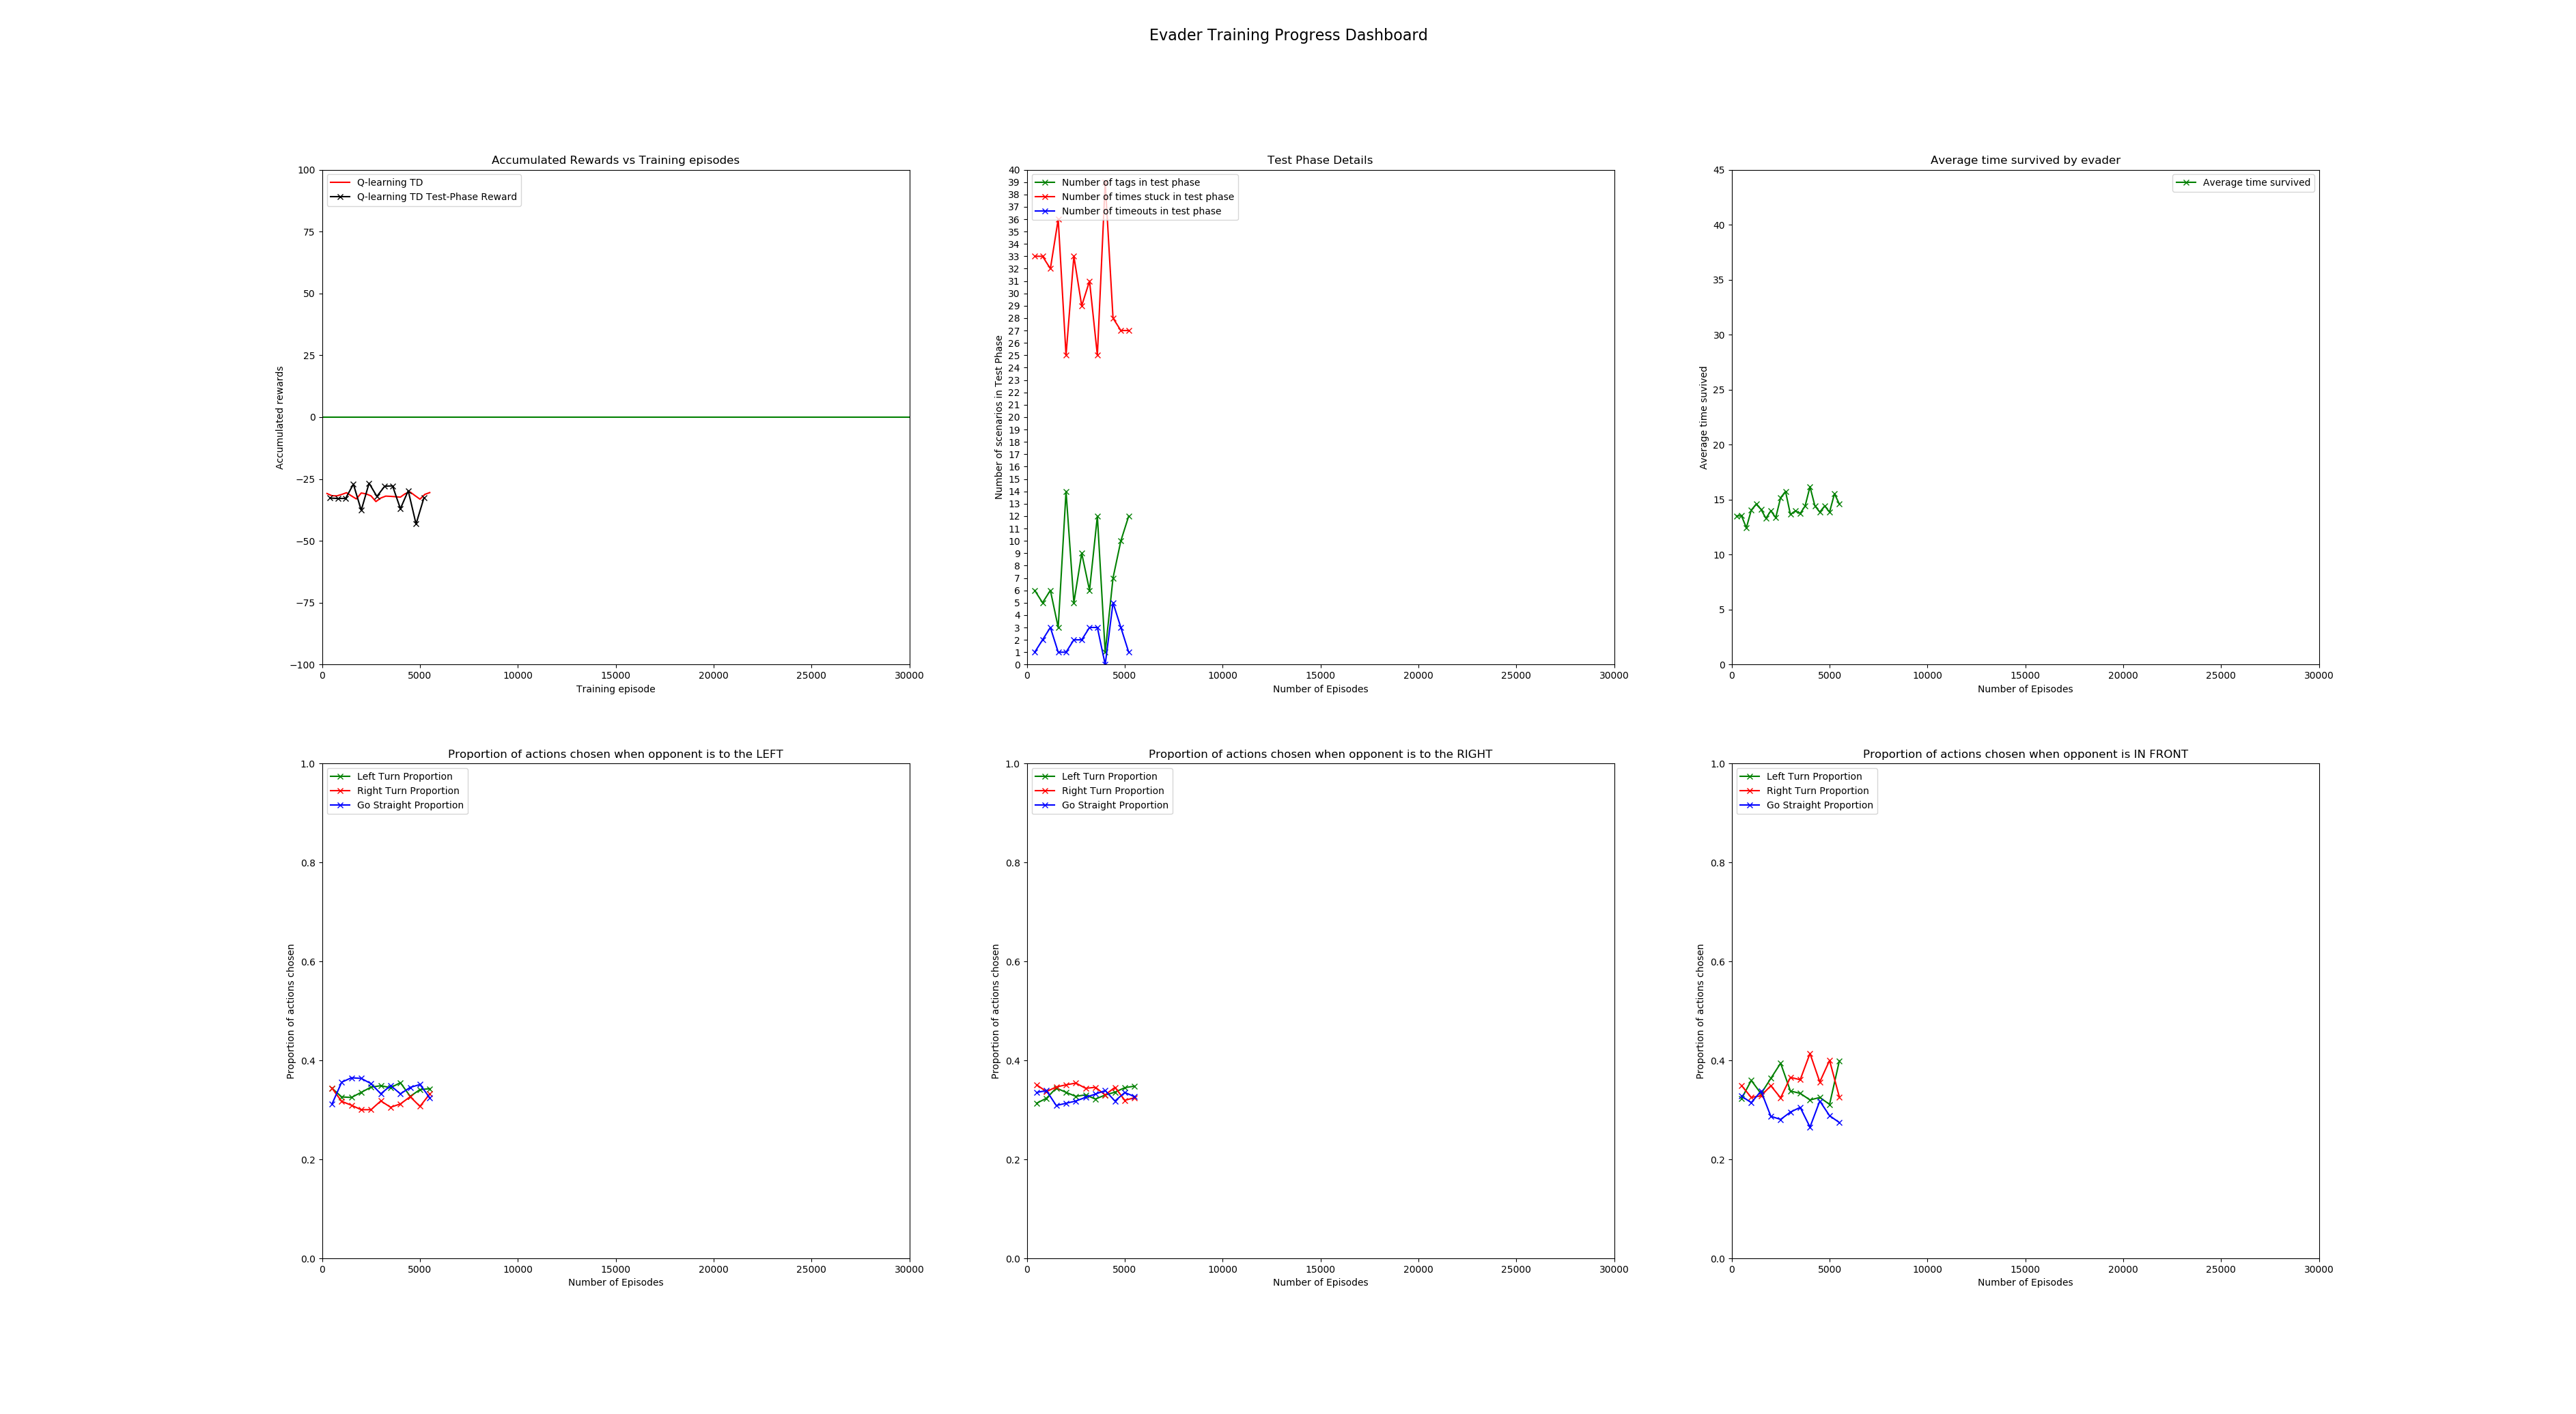 Evader Training Progress Dashboard
Accumulated Rewards vs Training episodes
Q-learning TD
Q-learning TD Test-Phase Reward
100
75
50
25
0
−25
−50
−75
−100
Accumulated rewards
0 5000 10000 15000 20000 25000 30000
Training episode
Test Phase Details
Number of tags in test phase
Number of times stuck in test phase
Number of timeouts in test phase
40
39
38
37
36
35
34
33
32
31
30
29
28
27
26
25
24
23
22
21
20
19
18
17
16
15
14
13
12
11
10
9
8
7
6
5
4
3
2
1
0
Number of scenarios in Test Phase
0 5000 10000 15000 20000 25000 30000
Number of Episodes
Average time survived by evader
Average time survived
45
40
35
30
25
20
15
10
5
0
Average time suvived
0 5000 10000 15000 20000 25000 30000
Number of Episodes
Proportion of actions chosen when opponent is to the LEFT
Left Turn Proportion
Right Turn Proportion
Go Straight Proportion
1.0
0.8
0.6
0.4
0.2
0.0
Proportion of actions chosen
0 5000 10000 15000 20000 25000 30000
Number of Episodes
Proportion of actions chosen when opponent is to the RIGHT
Left Turn Proportion
Right Turn Proportion
Go Straight Proportion
1.0
0.8
0.6
0.4
0.2
0.0
Proportion of actions chosen
0 5000 10000 15000 20000 25000 30000
Number of Episodes
Proportion of actions chosen when opponent is IN FRONT
Left Turn Proportion
Right Turn Proportion
Go Straight Proportion
1.0
0.8
0.6
0.4
0.2
0.0
Proportion of actions chosen
0 5000 10000 15000 20000 25000 30000
Number of Episodes